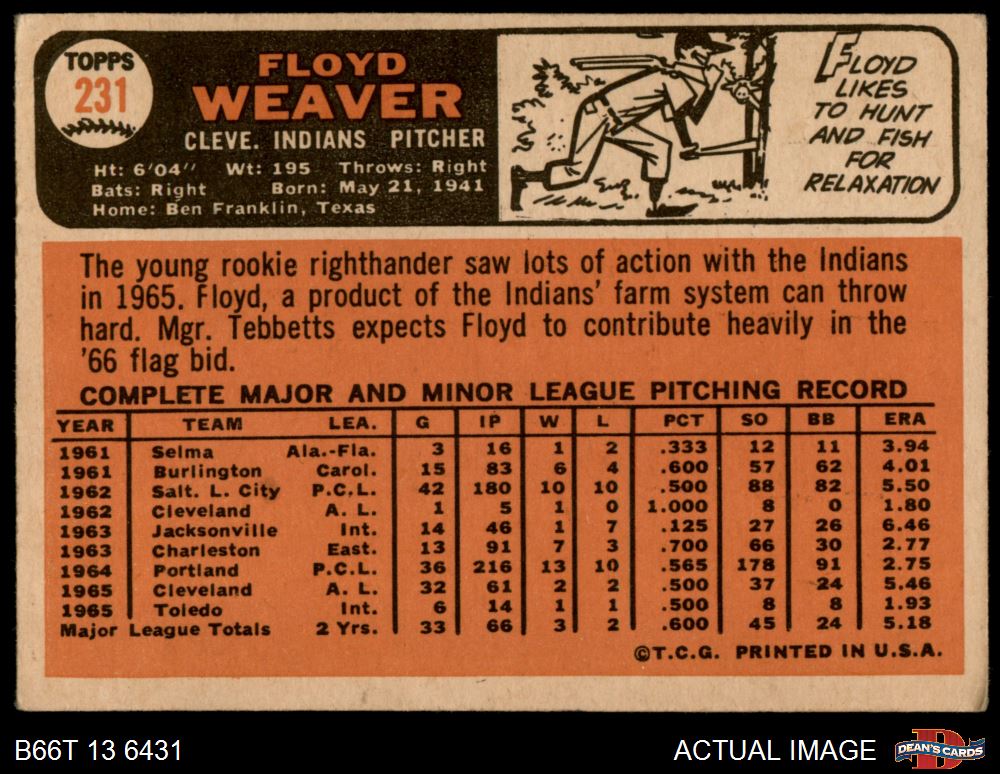 TOPPS
231
FLOYD
WEAVER
CLEVE. INDIANS PITCHER
Ht: 6'04" Wt: 195 Throws: Right
Bats: Right Born: May 21, 1941
Home: Ben Franklin, Texas
FLOYD
LIKES
TO HUNT
AND FISH
FOR
RELAXATION
The young rookie righthander saw lots of action with the Indians
in 1965. Floyd, a product of the Indians' farm system can throw
hard. Mgr. Tebbetts expects Floyd to contribute heavily in the
'66 flag bid.
COMPLETE MAJOR AND MINOR LEAGUE PITCHING RECORD
YEAR TEAM LEA. G IP W L PCT SO BB ERA
1961 Selma Ala.-Fla. 3 16 1 2 .333 12 11 3.94
1961 Burlington Carol. 15 83 6 4 .600 57 62 4.01
1962 Salt. L. City P.C.L. 42 180 10 10 .500 88 82 5.50
1962 Cleveland A. L. 1 5 1 0 1.000 8 0 1.80
1963 Jacksonville Int. 14 46 1 7 .125 27 26 6.46
1963 Charleston East. 13 91 7 3 .700 66 30 2.77
1964 Portland P.C.L. 36 216 13 10 .565 178 91 2.75
1965 Cleveland A. L. 32 61 2 2 .500 37 24 5.46
1965 Toledo Int. 6 14 1 1 .500 8 8 1.93
Major League Totals 2 Yrs. 33 66 3 2 .600 45 24 5.18
©T.C.G. PRINTED IN U.S.A.
B66T 13 6431
ACTUAL IMAGE
D
DEAN'S CARDS